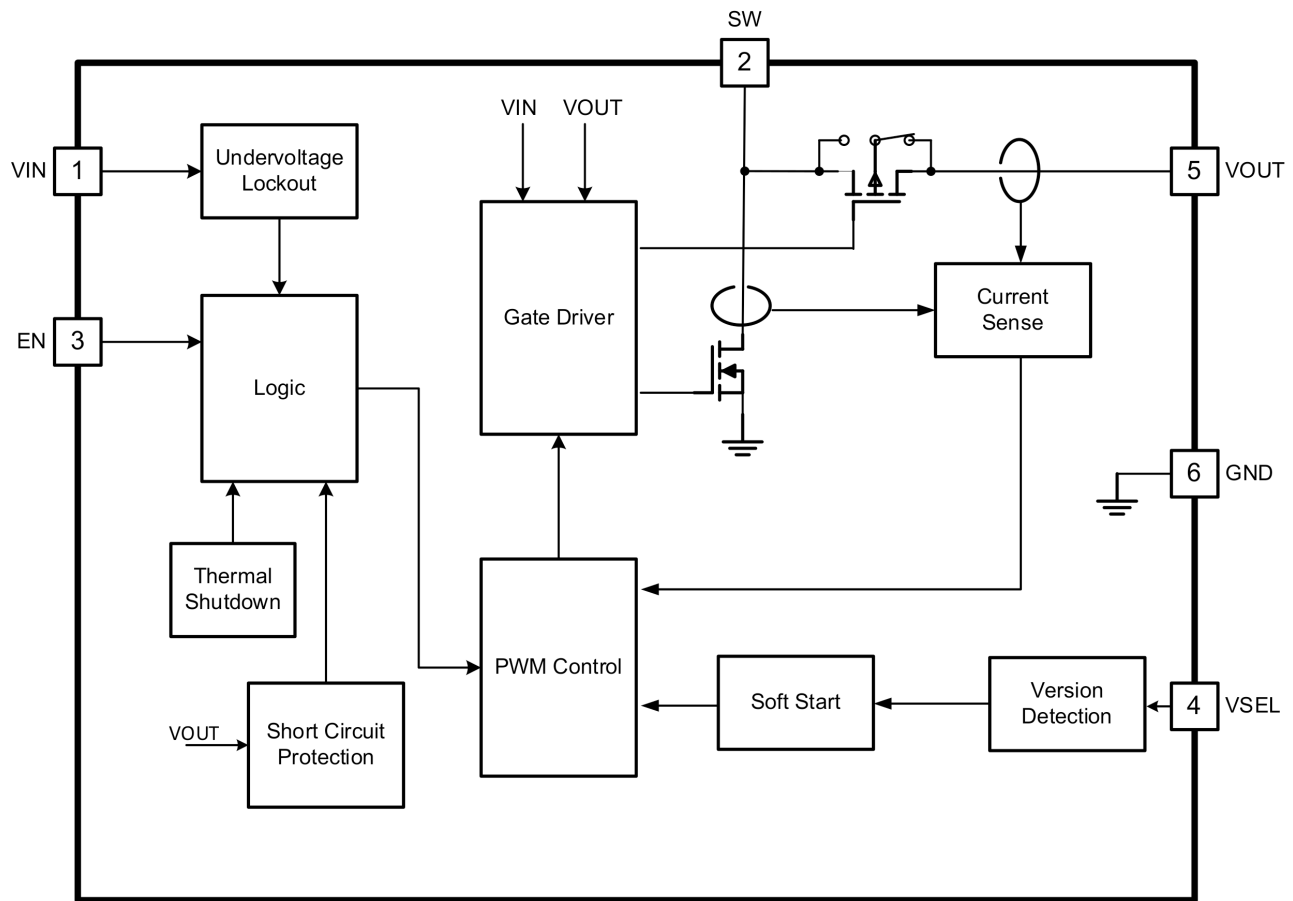 SW
2
VIN
VOUT
VIN
1
Undervoltage
Lockout
5
VOUT
Gate Driver
Current
Sense
EN
3
Logic
6
GND
Thermal
Shutdown
PWM Control
Soft Start
Version
Detection
4
VSEL
VOUT
Short Circuit
Protection